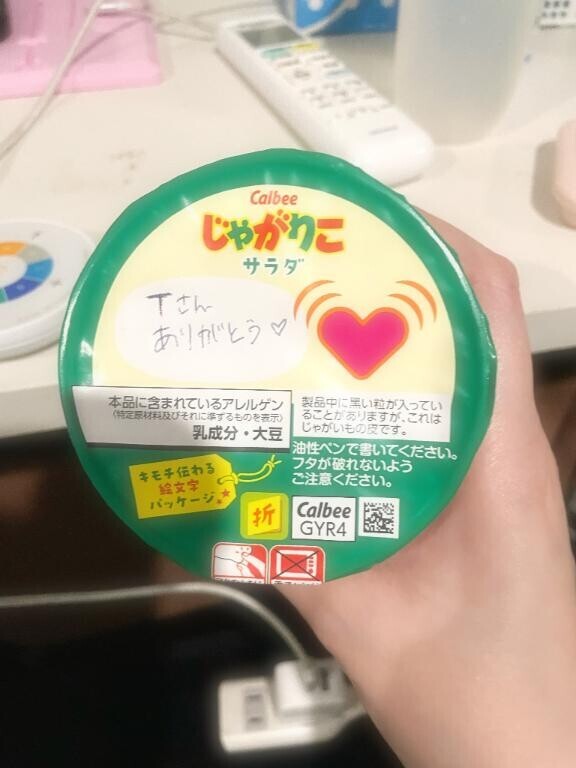 Calbee
じゃがりこ
サラダ
Tさん
ありがとう♡
本品に含まれているアレルゲン
(特定原材料及びそれに準ずるものを表示)
乳成分・大豆
製品中に黒い粒が入ってい
ることがありますが、これは
じゃがいもの皮です。
油性ペンで書いてください。
フタが破れないよう
ご注意ください。
キモチ伝わる
絵文字
パッケージ
折
Calbee
GYR4